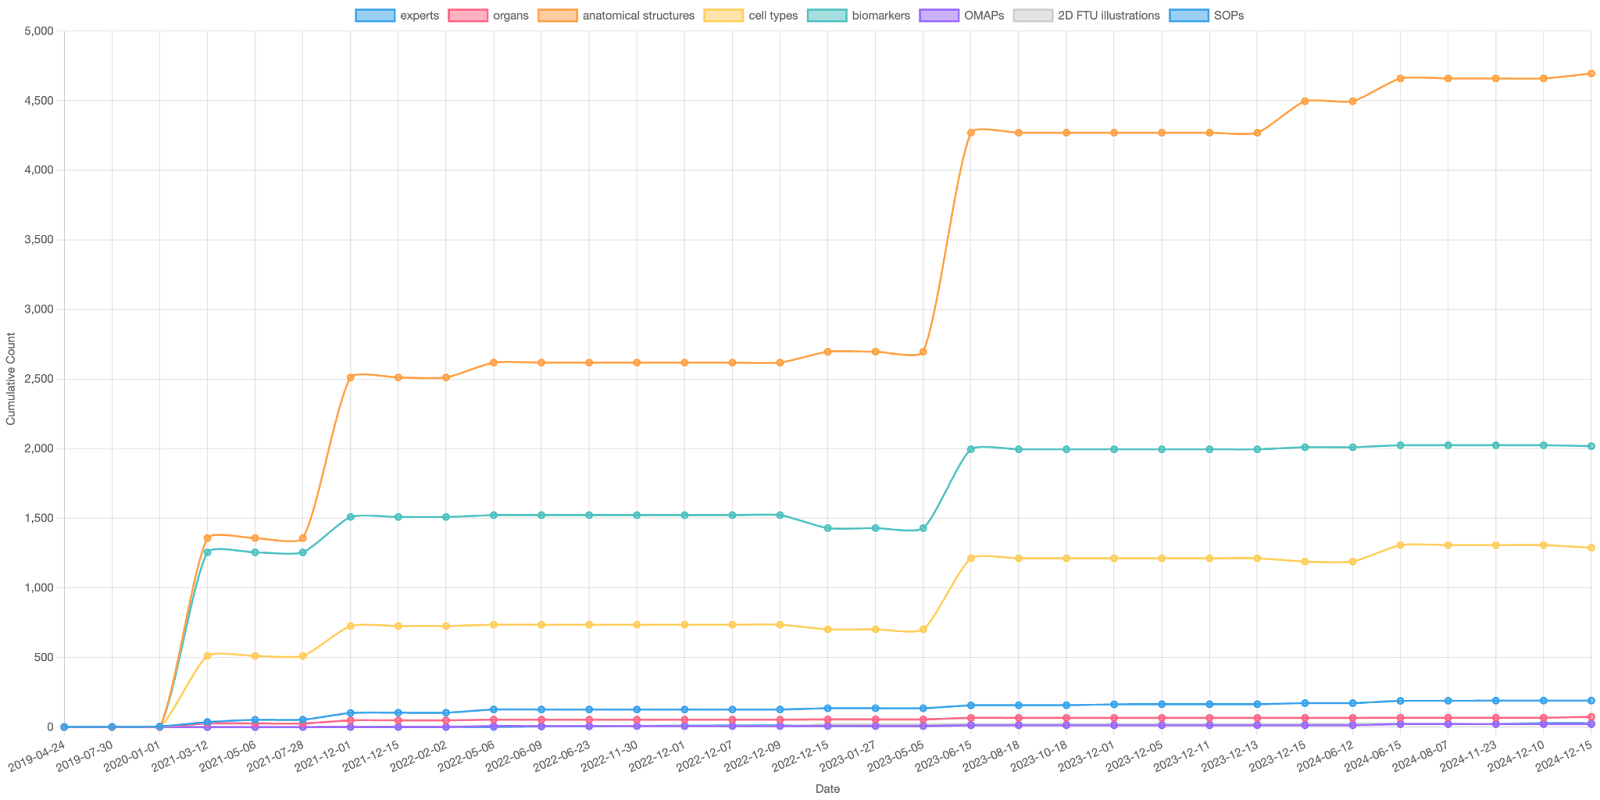 experts organs anatomical structures cell types biomarkers OMAPs 2D FTU illustrations SOPs
5,000
4,500
4,000
3,500
3,000
2,500
2,000
1,500
1,000
500
0
Cumulative Count
2019-04-24 2019-07-30 2020-01-01 2021-03-12 2021-05-06 2021-07-28 2021-12-01 2021-12-15 2022-02-02 2022-05-06 2022-06-09 2022-06-23 2022-11-30 2022-12-01 2022-12-07 2022-12-09 2022-12-15 2023-01-27 2023-05-05 2023-06-15 2023-08-18 2023-10-18 2023-12-01 2023-12-05 2023-12-11 2023-12-13 2023-12-15 2024-06-12 2024-06-15 2024-08-07 2024-11-23 2024-12-10 2024-12-15
Date